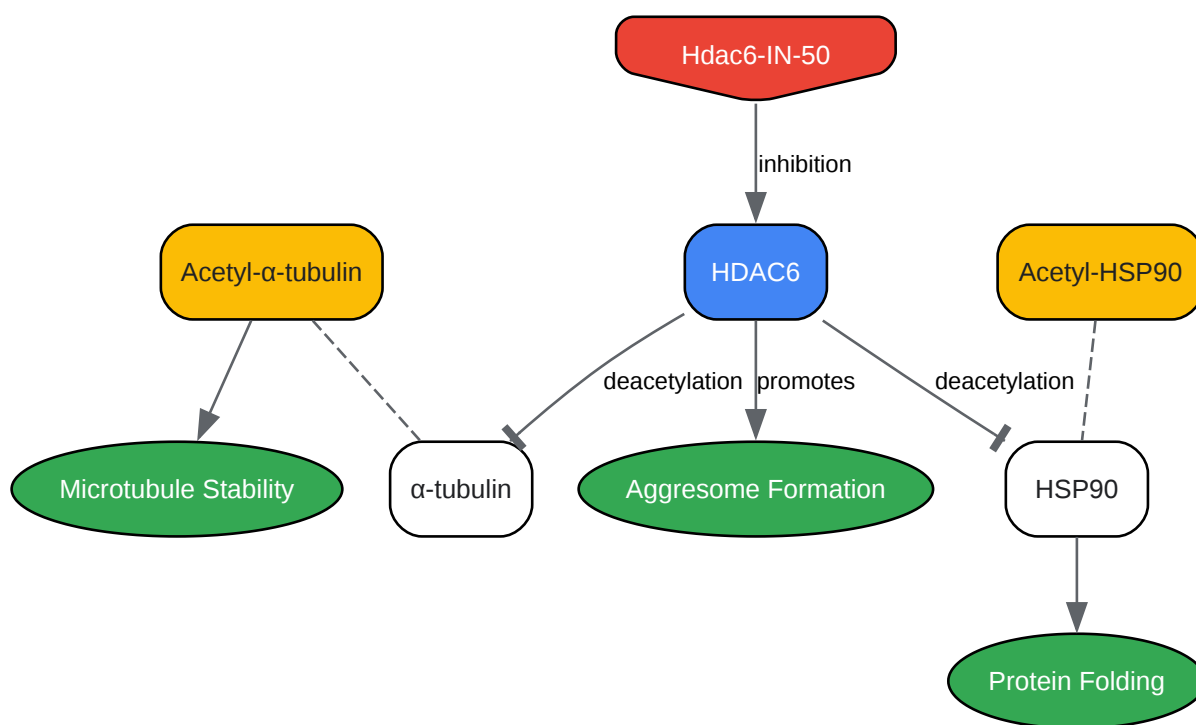 Hdac6-IN-50
inhibition
Acetyl-α-tubulin
HDAC6
Acetyl-HSP90
deacetylation
promotes
deacetylation
Microtubule Stability
α-tubulin
Aggresome Formation
HSP90
Protein Folding